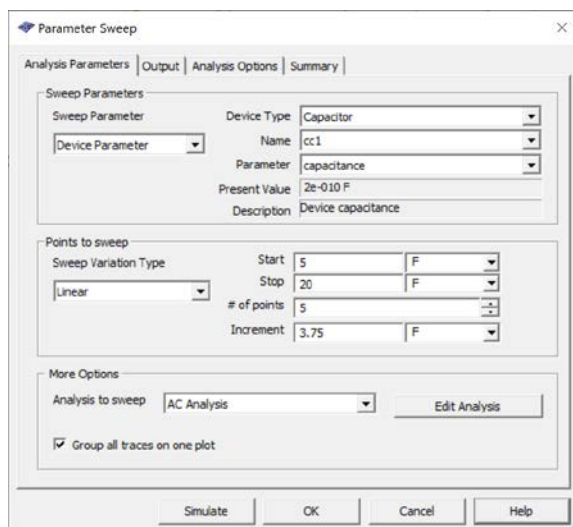 Parameter Sweep
Analysis Parameters Output Analysis Options Summary
Sweep Parameters
Sweep Parameter Device Type Capacitor
Device Parameter Name cc1
Parameter capacitance
Present Value 2e-010 F
Description Device capacitance
Points to sweep
Sweep Variation Type Start 5 F
Linear Stop 20 F
# of points 5
Increment 3.75 F
More Options
Analysis to sweep AC Analysis Edit Analysis
Group all traces on one plot
Simulate OK Cancel Help